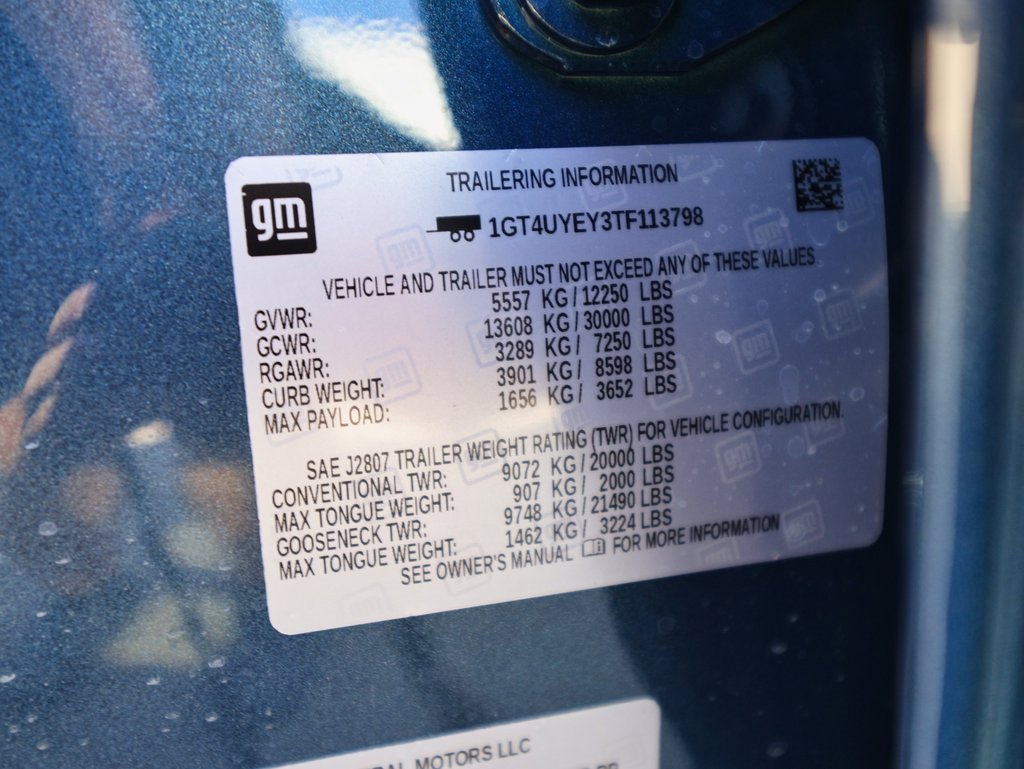 gm
TRAILERING INFORMATION
1GT4UYEY3TF113798
VEHICLE AND TRAILER MUST NOT EXCEED ANY OF THESE VALUES.
GVWR: 5557 KG / 12250 LBS
GCWR: 13608 KG / 30000 LBS
RGAWR: 3289 KG / 7250 LBS
CURB WEIGHT: 3901 KG / 8598 LBS
MAX PAYLOAD: 1656 KG / 3652 LBS
SAE J2807 TRAILER WEIGHT RATING (TWR) FOR VEHICLE CONFIGURATION.
CONVENTIONAL TWR: 9072 KG / 20000 LBS
MAX TONGUE WEIGHT: 907 KG / 2000 LBS
GOOSENECK TWR: 9748 KG / 21490 LBS
MAX TONGUE WEIGHT: 1462 KG / 3224 LBS
SEE OWNER'S MANUAL FOR MORE INFORMATION
MOTORS LLC